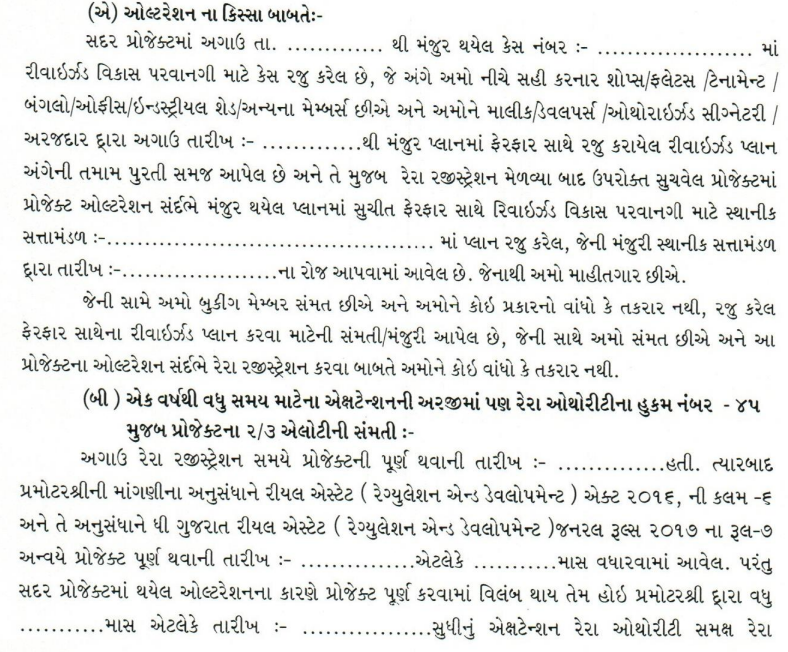 (એ) ઓલ્ટરેશન ના કિસ્સા બાબતે:-
સદર પ્રોજેક્ટમાં અગાઉ તા. ............. થી મંજુર થયેલ કેસ નંબર :- ..................... માં
રીવાઇર્ઝ્ડ વિકાસ પરવાનગી માટે કેસ રજુ કરેલ છે, જે અંગે અમો નીચે સહી કરનાર શોપ્સ/ફ્લેટસ /ટેનામેન્ટ /
બંગલો/ઓફીસ/ઇન્ડસ્ટ્રીયલ શેડ/અન્યના મેમ્બર્સ છીએ અને અમોને માલીક/ડેવલપર્સ /ઓથોરાઇર્ઝ્ડ સીગ્નેટરી /
અરજદાર દ્વારા અગાઉ તારીખ :- .............થી મંજુર પ્લાનમાં ફેરફાર સાથે રજુ કરાયેલ રીવાઇર્ઝ્ડ પ્લાન
અંગેની તમામ પુરતી સમજ આપેલ છે અને તે મુજબ રેરા રજીસ્ટ્રેશન મેળવ્યા બાદ ઉપરોક્ત સુચવેલ પ્રોજેક્ટમાં
પ્રોજેક્ટ ઓલ્ટરેશન સંદર્ભે મંજુર થયેલ પ્લાનમાં સુચીત ફેરફાર સાથે રિવાઇર્ઝ્ડ વિકાસ પરવાનગી માટે સ્થાનીક
સત્તામંડળ :-............................................ માં પ્લાન રજુ કરેલ, જેની મંજુરી સ્થાનીક સત્તામંડળ
દ્વારા તારીખ :-.....................ના રોજ આપવામાં આવેલ છે. જેનાથી અમો માહીતગાર છીએ.
જેની સામે અમો બુકીગ મેમ્બર સંમત છીએ અને અમોને કોઇ પ્રકારનો વાંધો કે તકરાર નથી, રજુ કરેલ
ફેરફાર સાથેના રીવાઇર્ઝ્ડ પ્લાન કરવા માટેની સંમતી/મંજુરી આપેલ છે, જેની સાથે અમો સંમત છીએ અને આ
પ્રોજેક્ટના ઓલ્ટરેશન સંદર્ભે રેરા રજીસ્ટ્રેશન કરવા બાબતે અમોને કોઇ વાંધો કે તકરાર નથી.
(બી ) એક વર્ષથી વધુ સમય માટેના એક્ષટેન્શનની અરજીમાં પણ રેરા ઓથોરીટીના હુકમ નંબર - ૪૫
મુજબ પ્રોજેક્ટના ૨/૩ એલોટીની સંમતી :-
અગાઉ રેરા રજીસ્ટ્રેશન સમયે પ્રોજેક્ટની પૂર્ણ થવાની તારીખ :- ..............હતી. ત્યારબાદ
પ્રમોટરશ્રીની માંગણીના અનુસંધાને રીયલ એસ્ટેટ ( રેગ્યુલેશન એન્ડ ડેવલોપમેન્ટ ) એક્ટ ૨૦૧૬, ની કલમ -૬
અને તે અનુસંધાને ધી ગુજરાત રીયલ એસ્ટેટ ( રેગ્યુલેશન એન્ડ ડેવલોપમેન્ટ )જનરલ રૂલ્સ ૨૦૧૭ ના રૂલ-૭
અન્વયે પ્રોજેક્ટ પૂર્ણ થવાની તારીખ :- ...............એટલેકે ...........માસ વધારવામાં આવેલ. પરંતુ
સદર પ્રોજેક્ટમાં થયેલ ઓલ્ટરેશનના કારણે પ્રોજેક્ટ પૂર્ણ કરવામાં વિલંબ થાય તેમ હોઇ પ્રમોટરશ્રી દ્વારા વધુ
...........માસ એટલેકે તારીખ :- .................સુધીનું એક્ષટેન્શન રેરા ઓથોરીટી સમક્ષ રેરા